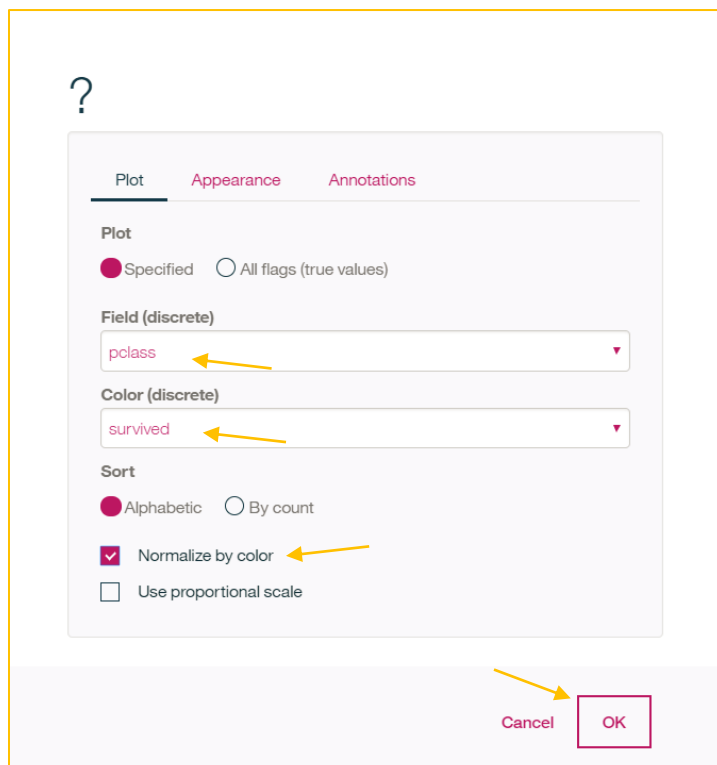 ?
Plot Appearance Annotations
Plot
Specified All flags (true values)
Field (discrete)
pclass
Color (discrete)
survived
Sort
Alphabetic By count
Normalize by color
Use proportional scale
Cancel OK